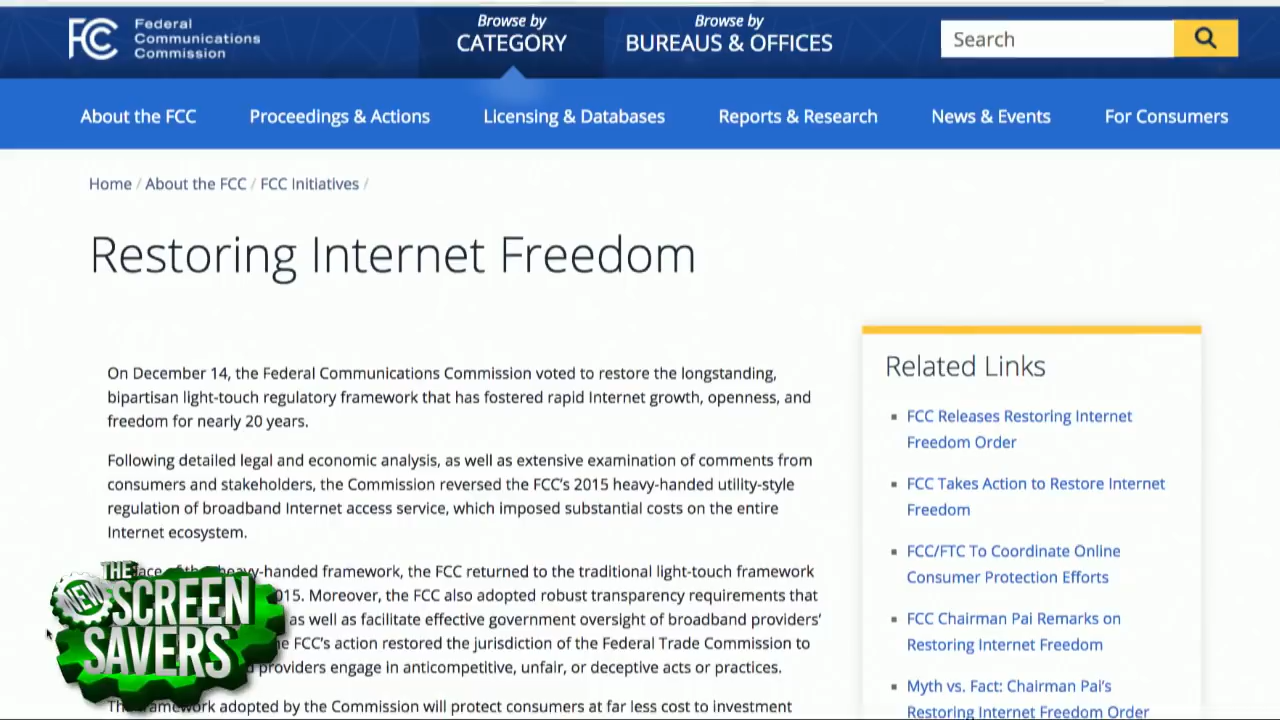 FCC Federal
Communications
Commission
Browse by
CATEGORY
Browse by
BUREAUS & OFFICES
Search
About the FCC
Proceedings & Actions
Licensing & Databases
Reports & Research
News & Events
For Consumers
Home / About the FCC / FCC Initiatives /
Restoring Internet Freedom
On December 14, the Federal Communications Commission voted to restore the longstanding,
bipartisan light-touch regulatory framework that has fostered rapid Internet growth, openness, and
freedom for nearly 20 years.
Following detailed legal and economic analysis, as well as extensive examination of comments from
consumers and stakeholders, the Commission reversed the FCC's 2015 heavy-handed utility-style
regulation of broadband Internet access service, which imposed substantial costs on the entire
Internet ecosystem.
heavy-handed framework, the FCC returned to the traditional light-touch framework
015. Moreover, the FCC also adopted robust transparency requirements that
as well as facilitate effective government oversight of broadband providers'
FCC's action restored the jurisdiction of the Federal Trade Commission to
providers engage in anticompetitive, unfair, or deceptive acts or practices.
The framework adopted by the Commission will protect consumers at far less cost to investment
Related Links
FCC Releases Restoring Internet
Freedom Order
FCC Takes Action to Restore Internet
Freedom
FCC/FTC To Coordinate Online
Consumer Protection Efforts
FCC Chairman Pai Remarks on
Restoring Internet Freedom
Myth vs. Fact: Chairman Pai's
Restoring Internet Freedom Order
THE
NEW SCREEN
SAVERS